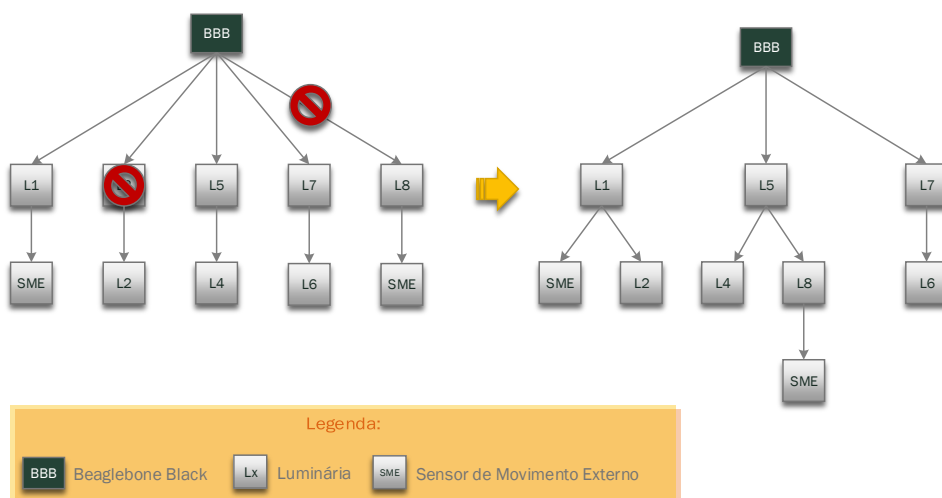 BBB
BBB
L1 L5 L7 L8
L1 L5 L7
SME L2 L4 L6 SME
SME L2 L4 L8 L6
SME
Legenda:
BBB Beaglebone Black Lx Luminária SME Sensor de Movimento Externo